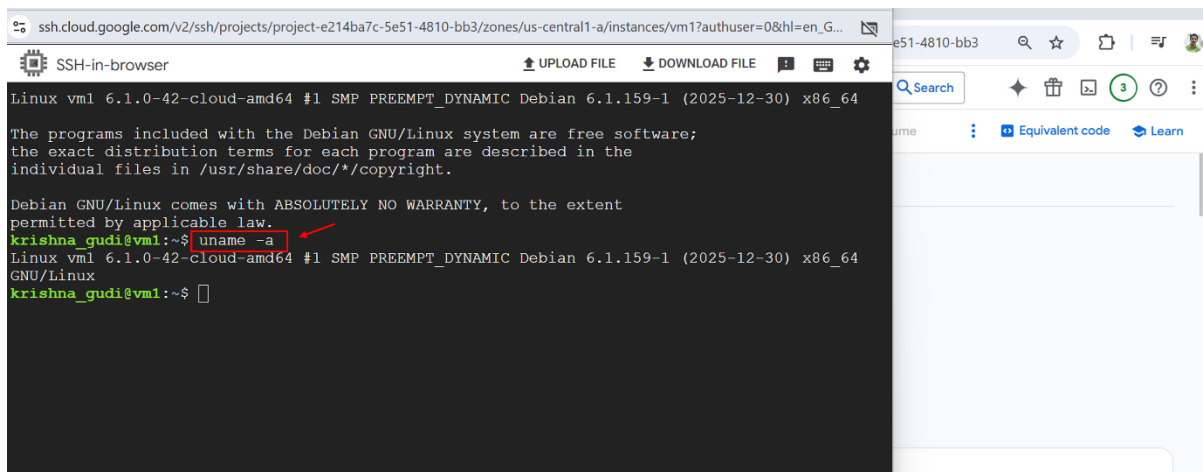 ssh.cloud.google.com/v2/ssh/projects/project-e214ba7c-5e51-4810-bb3/zones/us-central1-a/instances/vm1?authuser=0&hl=en_G...
e51-4810-bb3
SSH-in-browser
UPLOAD FILE
DOWNLOAD FILE
Search
3
Equivalent code
Learn
Linux vm1 6.1.0-42-cloud-amd64 #1 SMP PREEMPT_DYNAMIC Debian 6.1.159-1 (2025-12-30) x86_64
The programs included with the Debian GNU/Linux system are free software;
the exact distribution terms for each program are described in the
individual files in /usr/share/doc/*/copyright.
Debian GNU/Linux comes with ABSOLUTELY NO WARRANTY, to the extent
permitted by applicable law.
krishna_gudi@vm1:~$ uname -a
Linux vm1 6.1.0-42-cloud-amd64 #1 SMP PREEMPT_DYNAMIC Debian 6.1.159-1 (2025-12-30) x86_64
GNU/Linux
krishna_gudi@vm1:~$